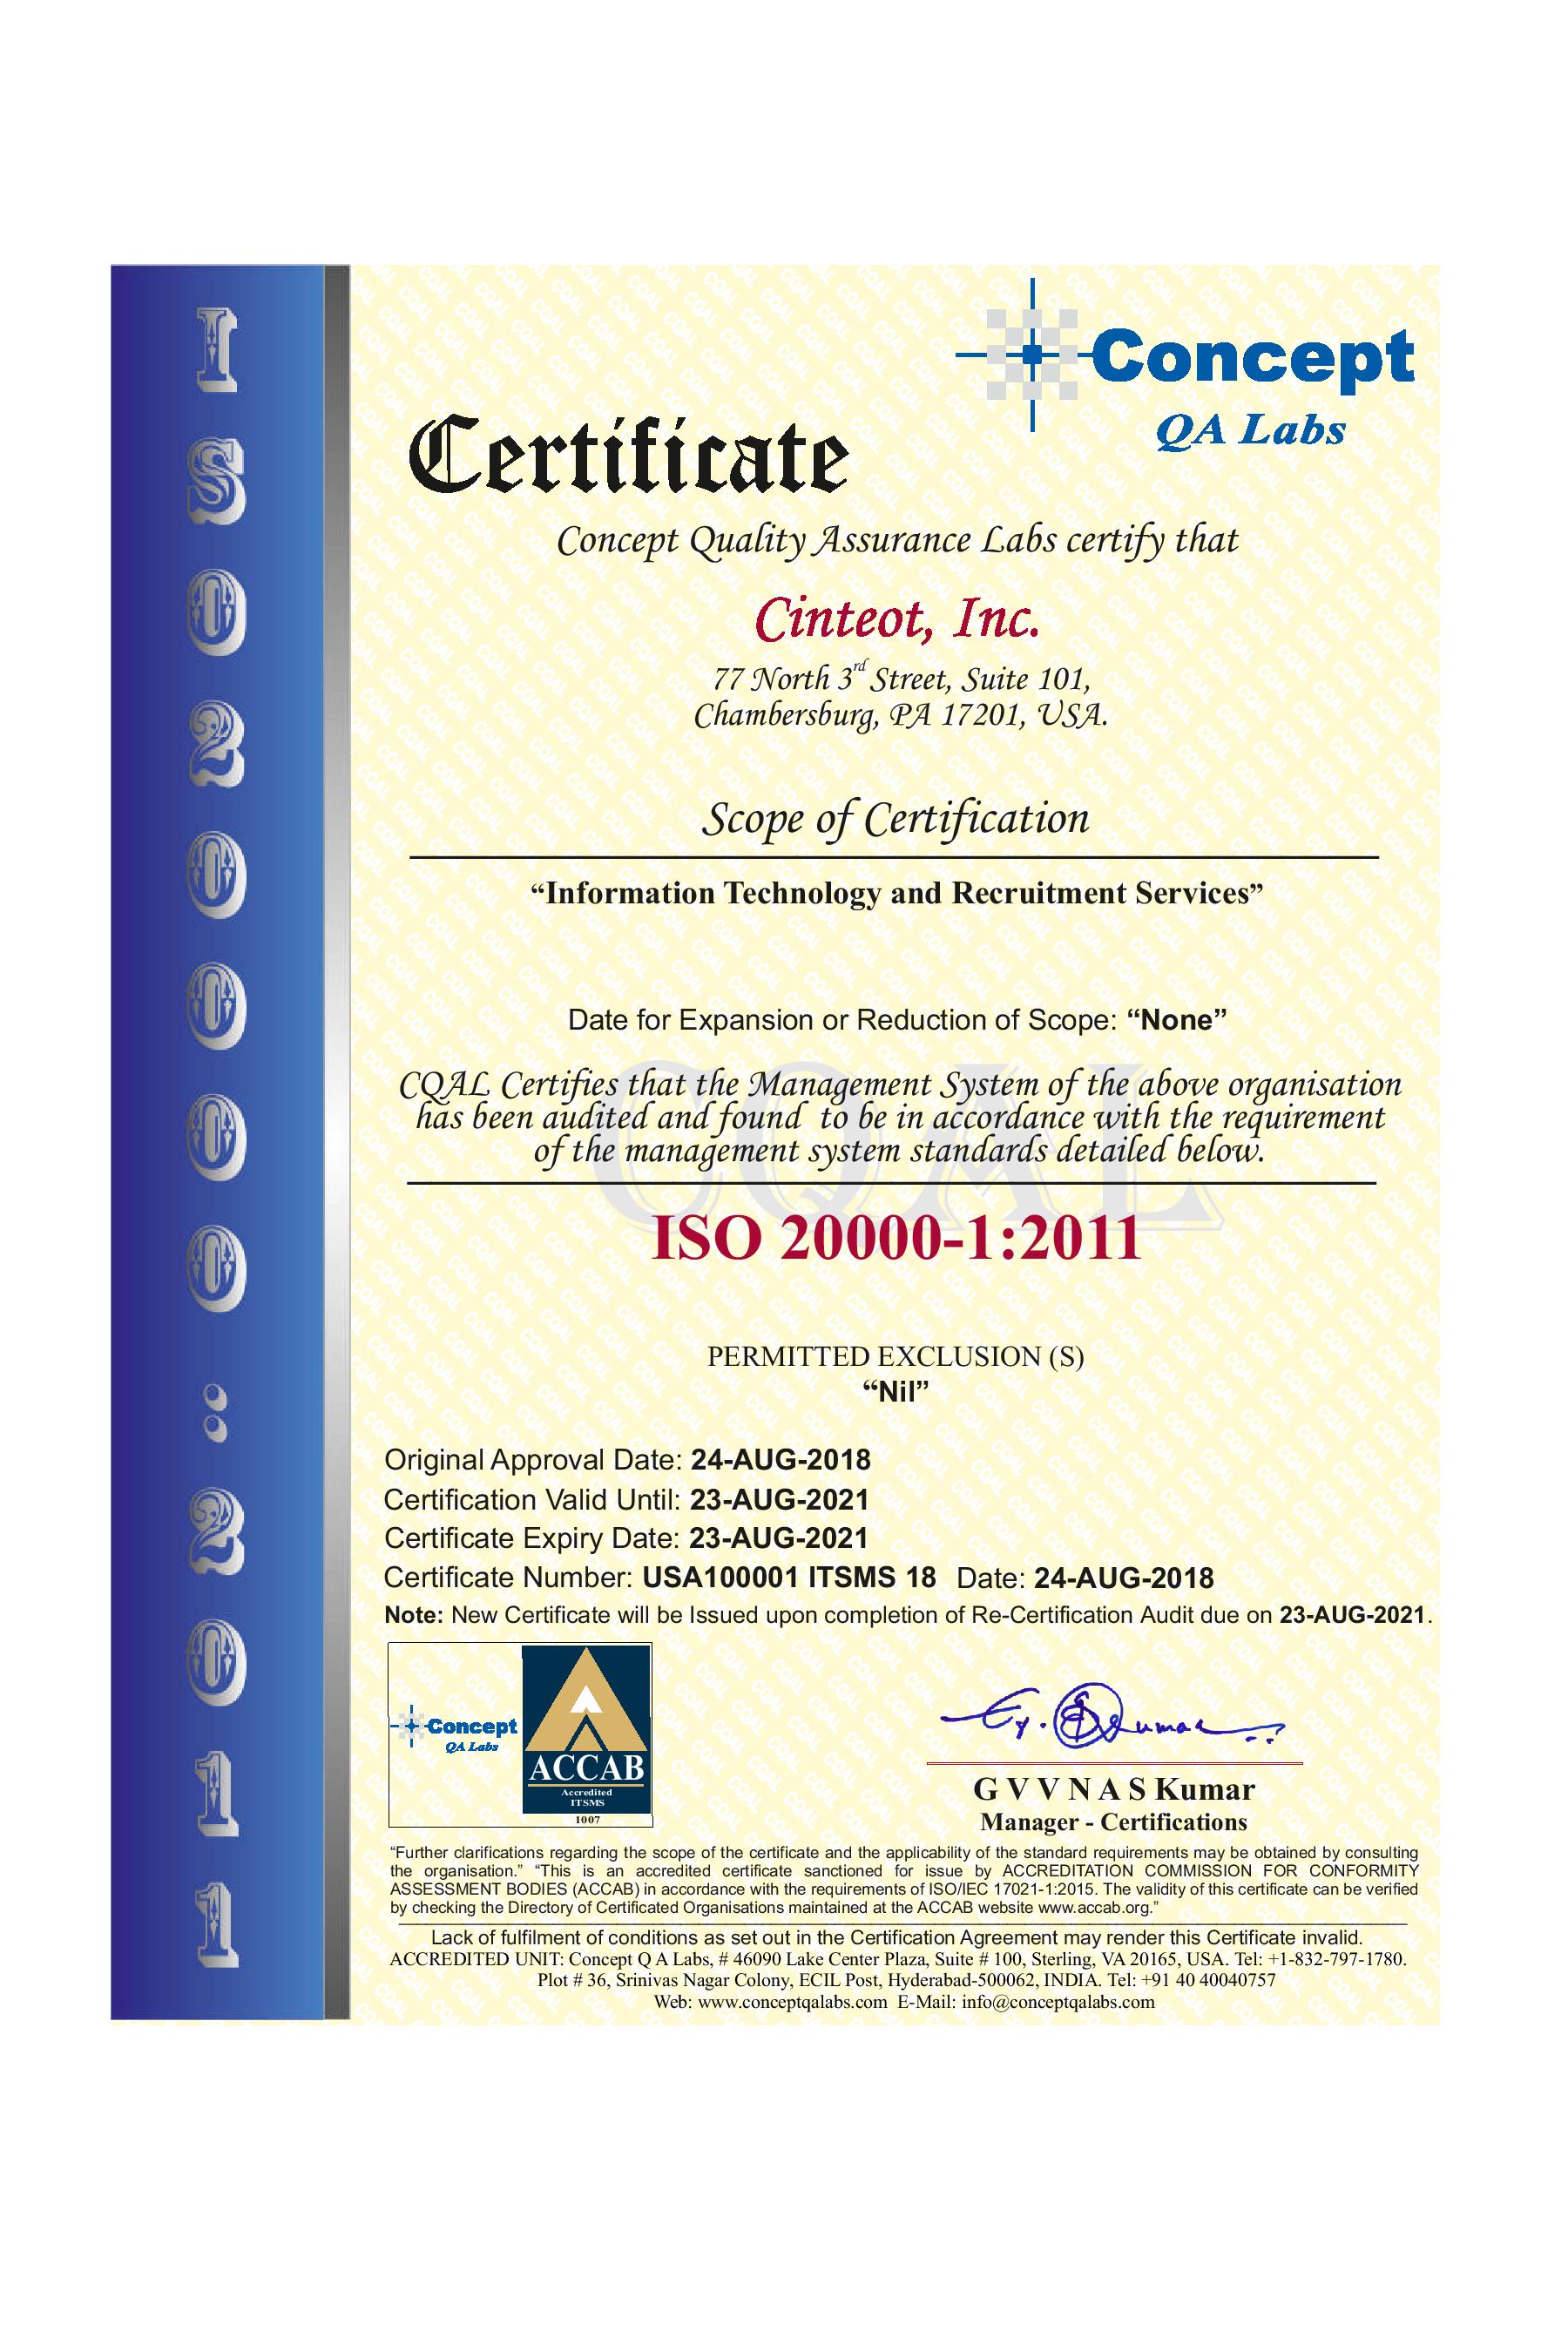 ISO20000:2011
Concept
QA Labs
Certificate
Concept Quality Assurance Labs certify that
Cinteot, Inc.
77 North 3rd Street, Suite 101,
Chambersburg, PA 17201, USA.
Scope of Certification
“Information Technology and Recruitment Services”
Date for Expansion or Reduction of Scope: “None”
CQAL
CQAL Certifies that the Management System of the above organisation
has been audited and found to be in accordance with the requirement
of the management system standards detailed below.
ISO 20000-1:2011
PERMITTED EXCLUSION (S)
“Nil”
Original Approval Date: 24-AUG-2018
Certification Valid Until: 23-AUG-2021
Certificate Expiry Date: 23-AUG-2021
Certificate Number: USA100001 ITSMS 18 Date: 24-AUG-2018
Note: New Certificate will be Issued upon completion of Re-Certification Audit due on 23-AUG-2021.
Concept
QA Labs
ACCAB
Accredited
ITSMS
1007
G V V N A S Kumar
Manager - Certifications
“Further clarifications regarding the scope of the certificate and the applicability of the standard requirements may be obtained by consulting
the organisation.” “This is an accredited certificate sanctioned for issue by ACCREDITATION COMMISSION FOR CONFORMITY
ASSESSMENT BODIES (ACCAB) in accordance with the requirements of ISO/IEC 17021-1:2015. The validity of this certificate can be verified
by checking the Directory of Certificated Organisations maintained at the ACCAB website www.accab.org.”
Lack of fulfilment of conditions as set out in the Certification Agreement may render this Certificate invalid.
ACCREDITED UNIT: Concept Q A Labs, # 46090 Lake Center Plaza, Suite # 100, Sterling, VA 20165, USA. Tel: +1-832-797-1780.
Plot # 36, Srinivas Nagar Colony, ECIL Post, Hyderabad-500062, INDIA. Tel: +91 40 40040757
Web: www.conceptqalabs.com E-Mail: info@conceptqalabs.com